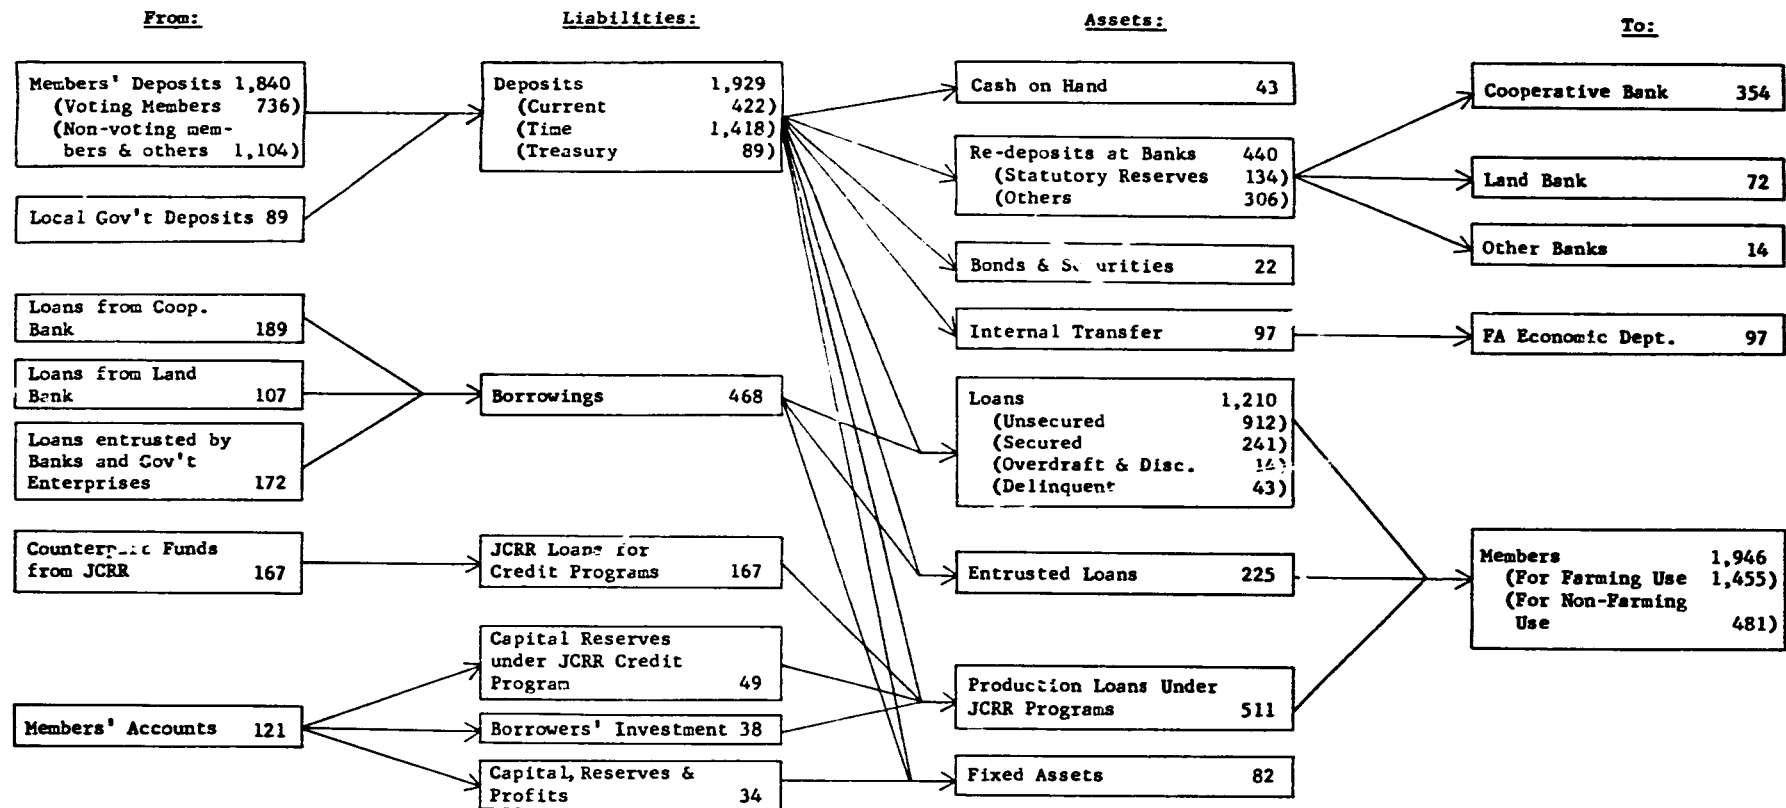 From:
Liabilities:
Assets:
To:
Members' Deposits 1,840
(Voting Members 736)
(Non-voting mem-
bers & others 1,104)
Local Gov't Deposits 89
Loans from Coop.
Bank 189
Loans from Land
Bank 107
Loans entrusted by
Banks and Gov't
Enterprises 172
Funds
from JCRR 167
Members' Accounts 121
Deposits 1,929
(Current 422)
(Time 1,418)
(Treasury 89)
Borrowings 468
JCRR Loans for
Credit Programs 167
Capital Reserves
under JCRR Credit
Program 49
Borrowers' Investment 38
Capital, Reserves &
Profits 34
Cash on Hand 43
Re-deposits at Banks 440
(Statutory Reserves 134)
(Others 306)
Bonds & 22
Internal Transfer 97
Loans 1,210
(Unsecured 912)
(Secured 241)
(Overdraft & Disc. 14)
(Delinquent 43)
Entrusted Loans 225
Production Loans Under
JCRR Programs 511
Fixed Assets 82
Cooperative Bank 354
Land Bank 72
Other Banks 14
FA Economic Dept. 97
Members 1,946
(For Farming Use 1,455)
(For Non-Farming
Use 481)